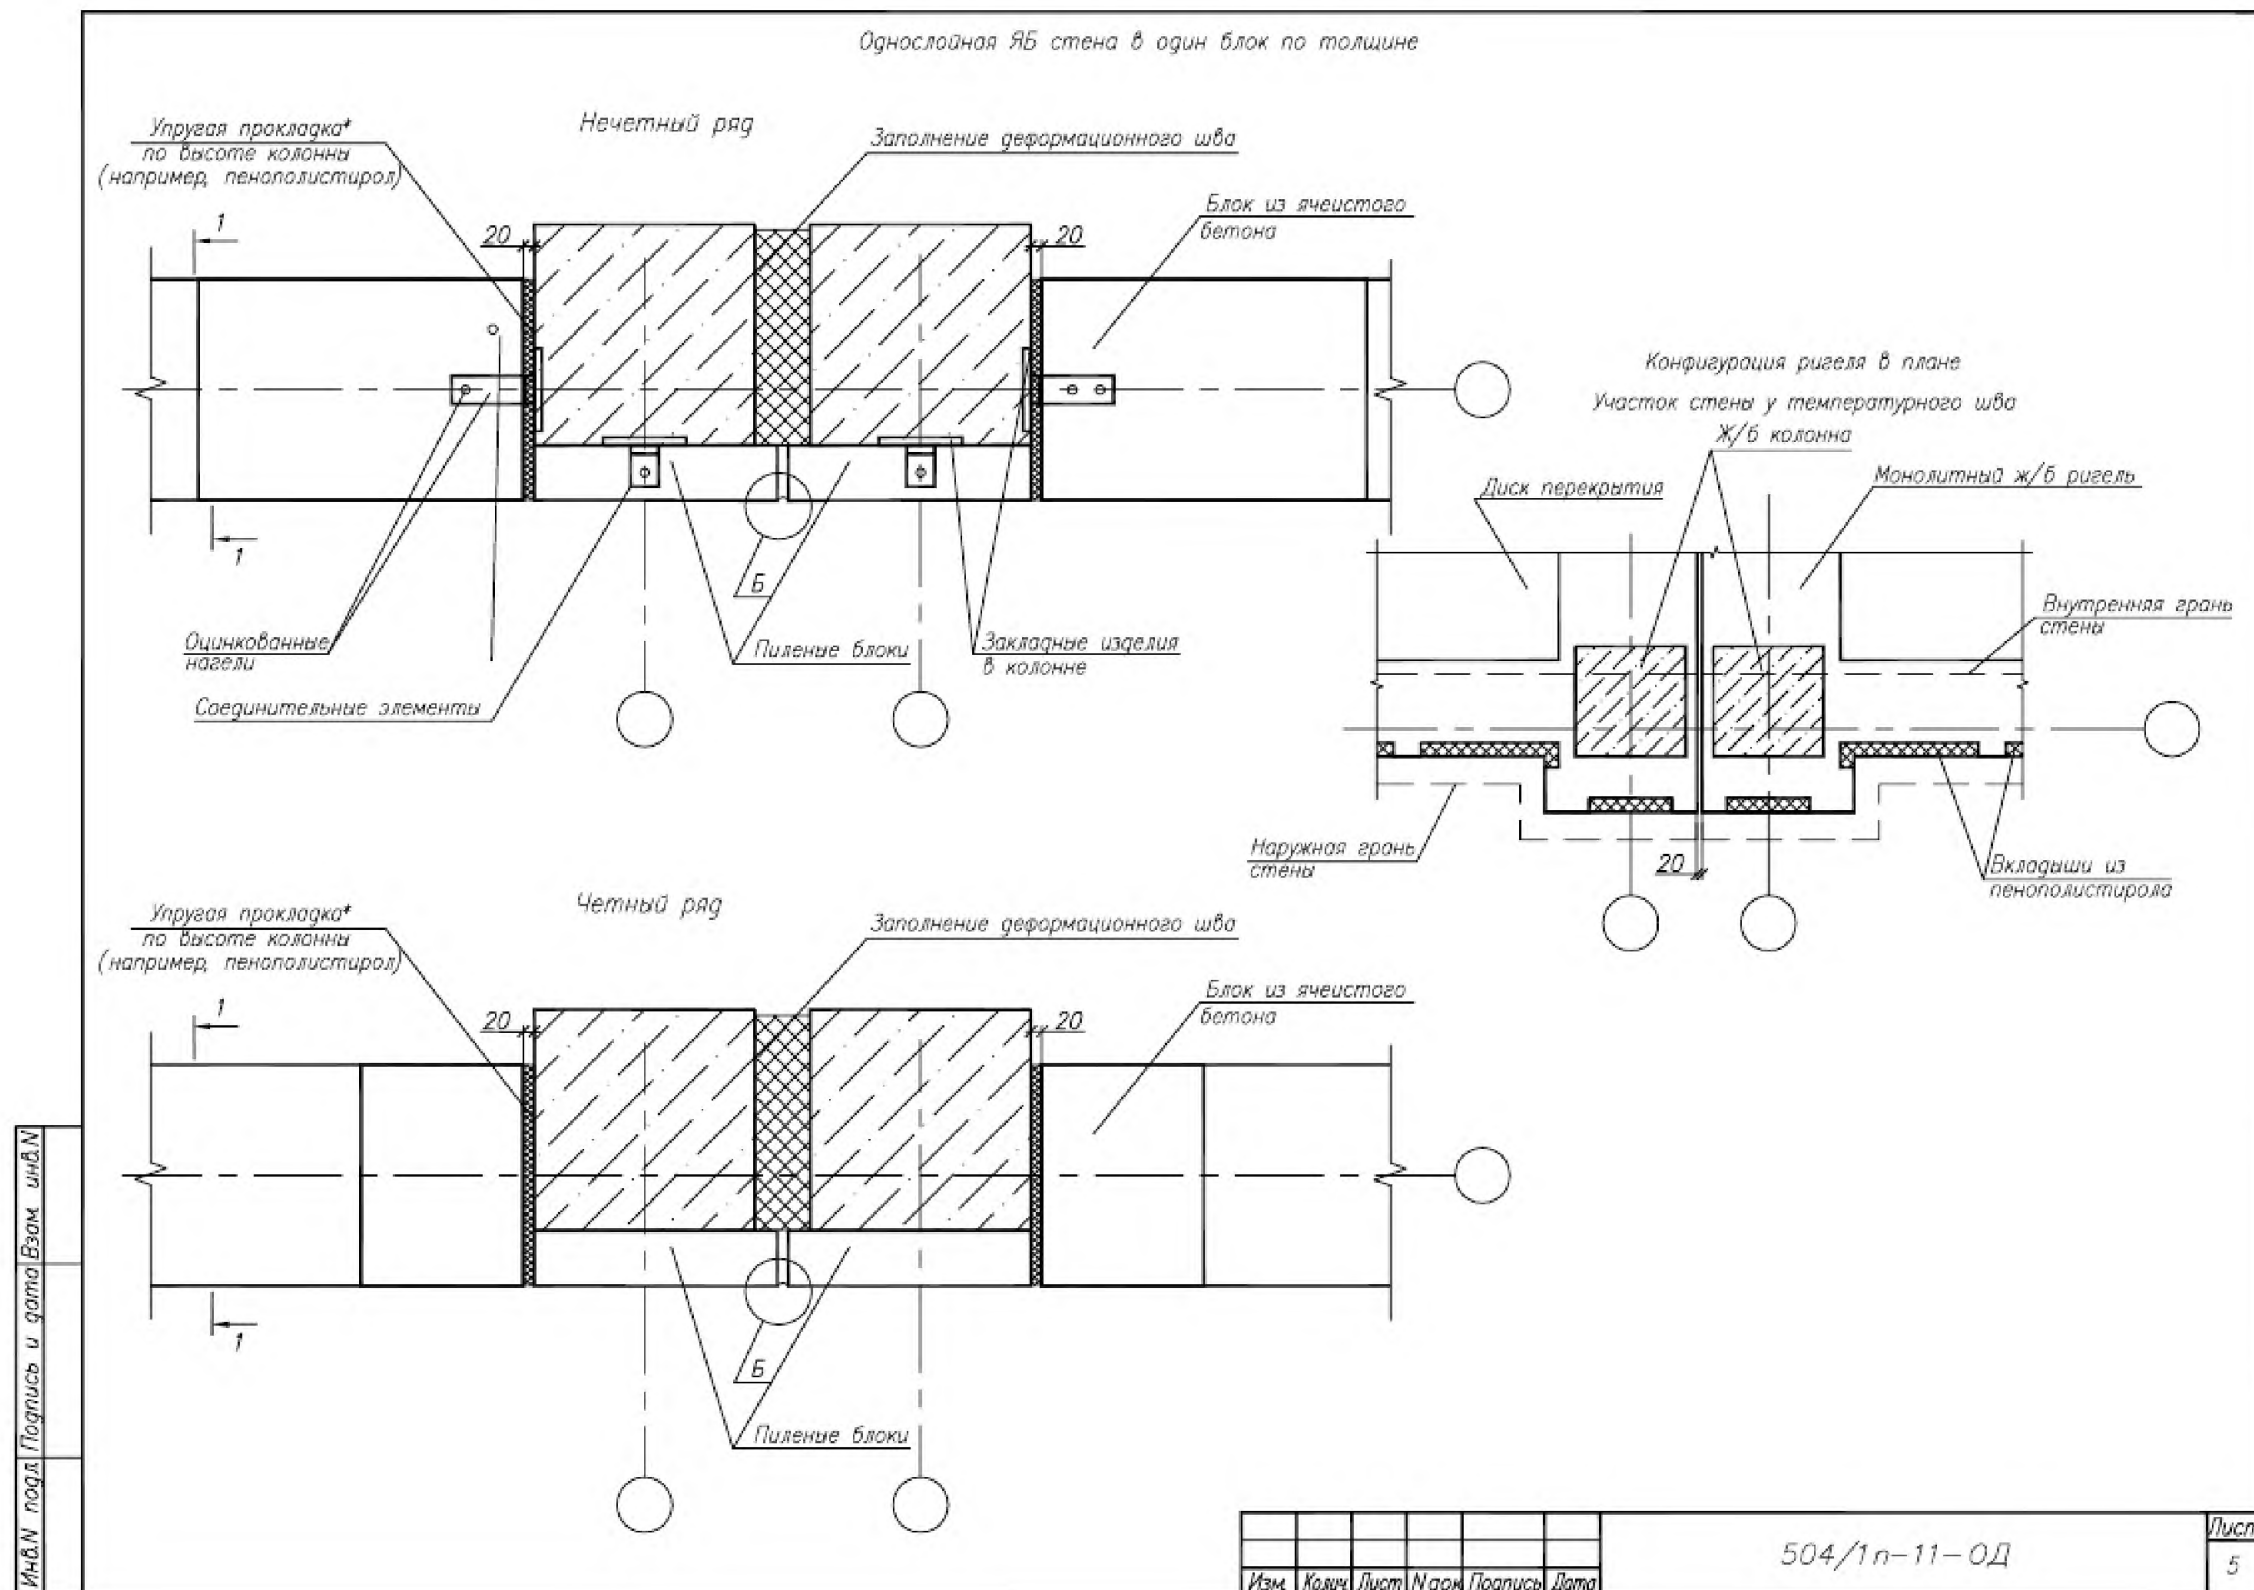 Однослойная ЯБ стена в один блок по толщине
Нечетный ряд
Упругая прокладка*
по высоте колонны
(например, пенополистирол)
Заполнение деформационного шва
Блок из ячеистого
бетона
1
20
20
1
Б
Оцинкованные
нагели
Пиленые блоки
Закладные изделия
в колонне
Соединительные элементы
Конфигурация ригеля в плане
Участок стены у температурного шва
Ж/б колонна
Диск перекрытия
Монолитный ж/б ригель
Внутренняя грань
стены
Наружная грань
стены
20
Вкладыши из
пенополистирола
Четный ряд
Упругая прокладка*
по высоте колонны
(например, пенополистирол)
Заполнение деформационного шва
Блок из ячеистого
бетона
1
20
20
1
Б
Пиленые блоки
Инв.N подл.
Подпись и дата
Взам. инв.N
Изм. Колич Лист N док Подпись Дата
504/1п-11-ОД
Лист
5